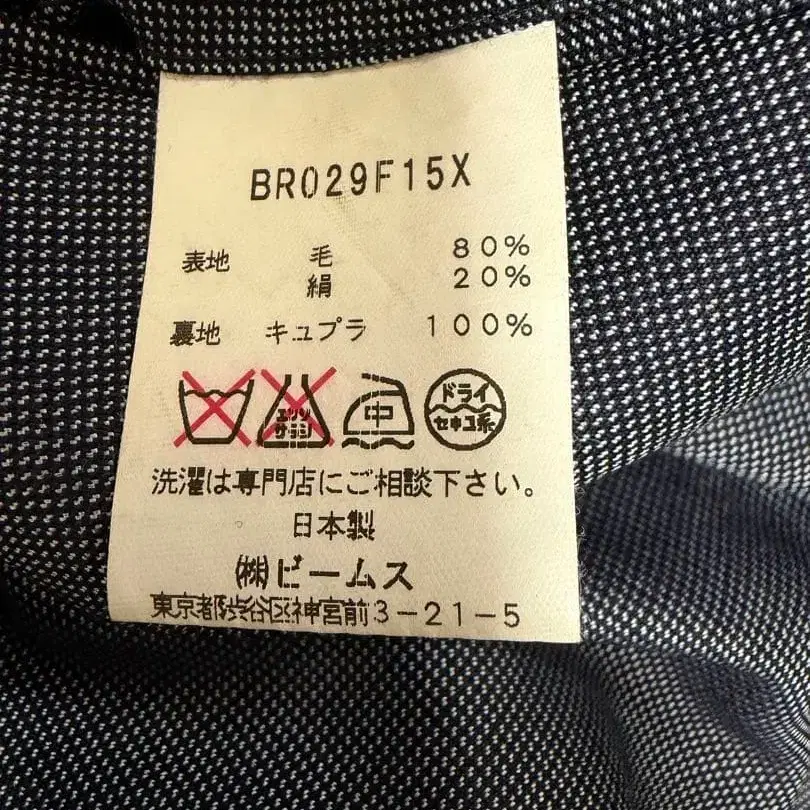 BR029F15X
表地 毛 80%
絹 20%
裏地 キュプラ 100%
エンソサラシ 中 ドライセキユ系
洗濯は専門店にご相談下さい。
日本製
㈱ビームス
東京都渋谷区神宮前3-21-5